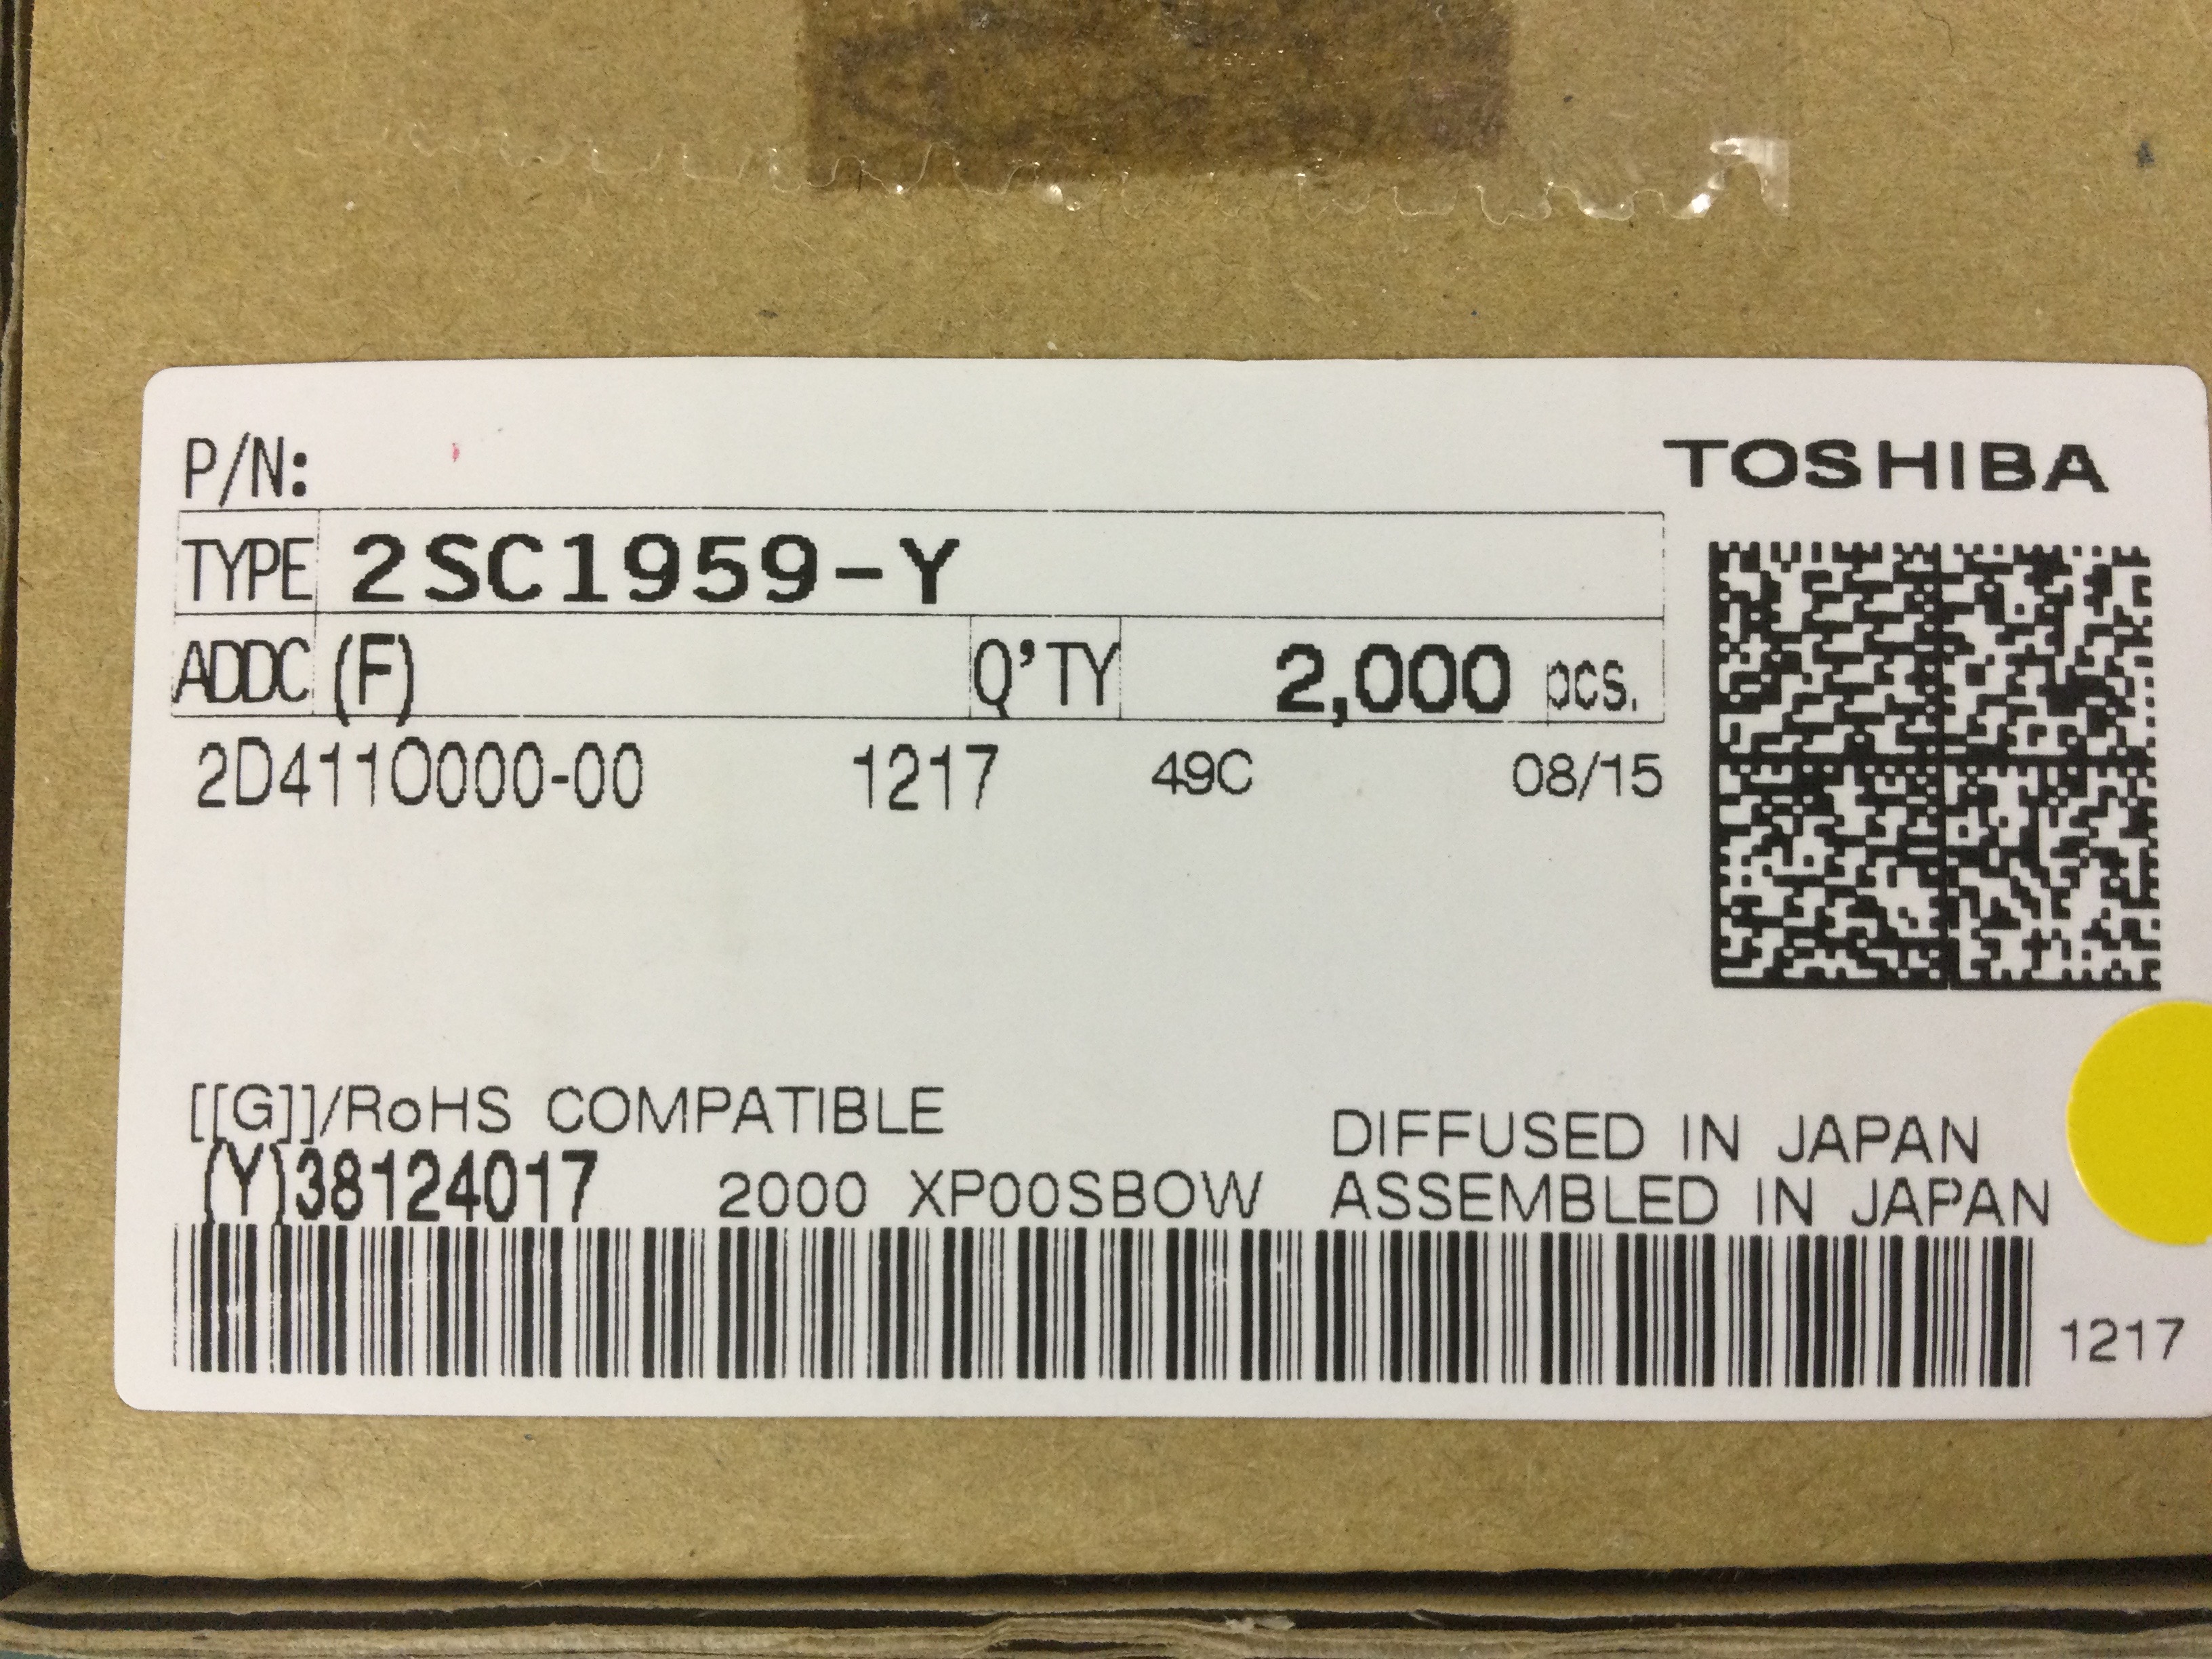 P/N:
TOSHIBA
TYPE 2SC1959-Y
ADDC (F) Q'TY 2,000 pcs.
2D411O000-00 1217 49C 08/15
[[G]]/RoHS COMPATIBLE
DIFFUSED IN JAPAN
(Y)38124017 2000 XP00SBOW ASSEMBLED IN JAPAN
1217